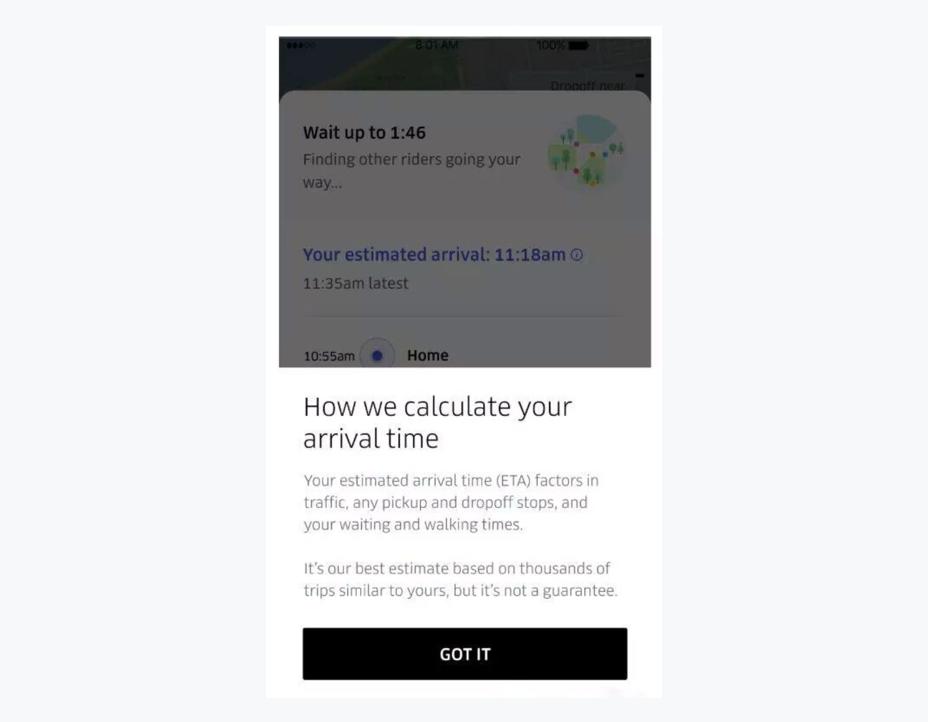 8:01 AM
100%
Dropoff near
Wait up to 1:46
Finding other riders going your
way...
Your estimated arrival: 11:18am
11:35am latest
10:55am
Home
How we calculate your
arrival time
Your estimated arrival time (ETA) factors in
traffic, any pickup and dropoff stops, and
your waiting and walking times.
It's our best estimate based on thousands of
trips similar to yours, but it's not a guarantee.
GOT IT